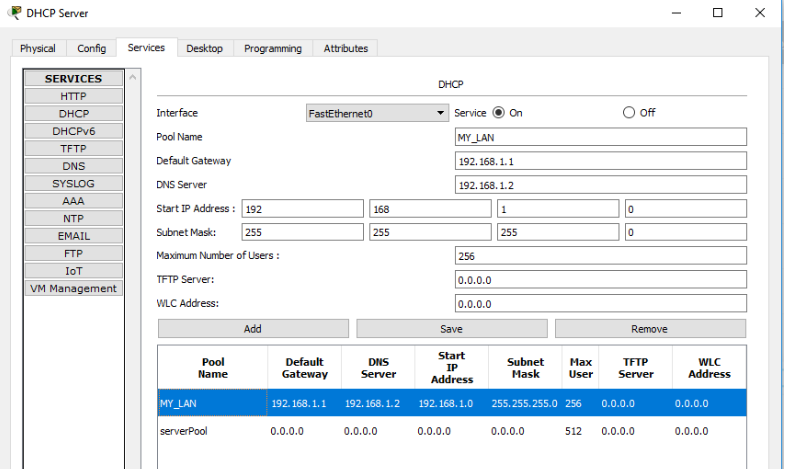 DHCP Server
Physical Config Services Desktop Programming Attributes
SERVICES
HTTP
DHCP
DHCPv6
TFTP
DNS
SYSLOG
AAA
NTP
EMAIL
FTP
IoT
VM Management
DHCP
Interface FastEthernet0 Service On Off
Pool Name MY_LAN
Default Gateway 192.168.1.1
DNS Server 192.168.1.2
Start IP Address : 192 168 1 0
Subnet Mask: 255 255 255 0
Maximum Number of Users : 256
TFTP Server: 0.0.0.0
WLC Address: 0.0.0.0
Add Save Remove
Pool Name Default Gateway DNS Server Start IP Address Subnet Mask Max User TFTP Server WLC Address
MY_LAN 192.168.1.1 192.168.1.2 192.168.1.0 255.255.255.0 256 0.0.0.0 0.0.0.0
serverPool 0.0.0.0 0.0.0.0 0.0.0.0 0.0.0.0 512 0.0.0.0 0.0.0.0